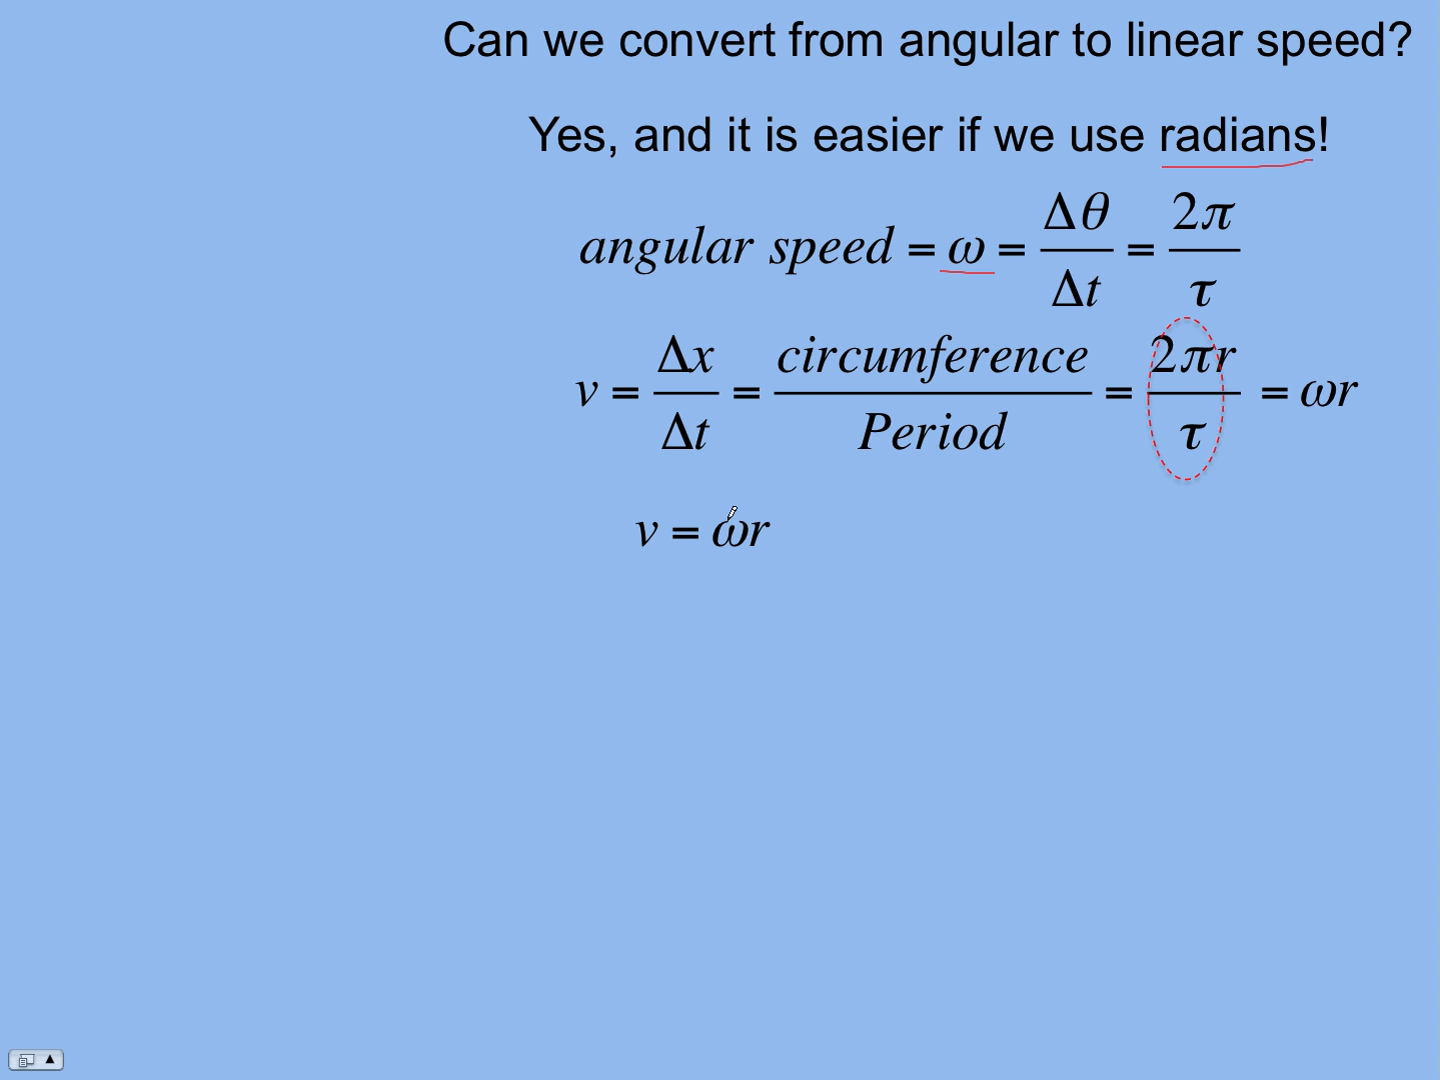 Can we convert from angular to linear speed?
Yes, and it is easier if we use radians!
angular speed = ω = Δθ/Δt = 2π/τ
v = Δx/Δt = circumference/Period = 2πr/τ = ωr
v = ωr